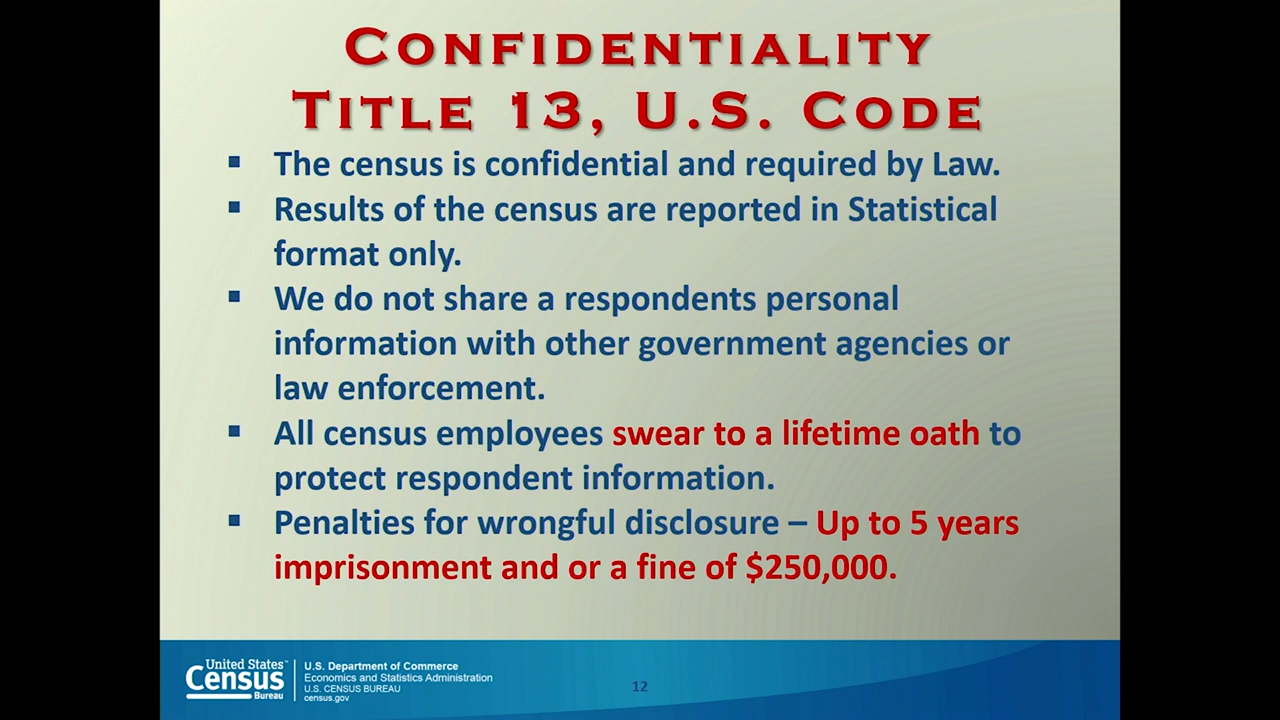 CONFIDENTIALITY
TITLE 13, U.S. CODE
▪ The census is confidential and required by Law.
▪ Results of the census are reported in Statistical
format only.
▪ We do not share a respondents personal
information with other government agencies or
law enforcement.
▪ All census employees swear to a lifetime oath to
protect respondent information.
▪ Penalties for wrongful disclosure – Up to 5 years
imprisonment and or a fine of $250,000.
United States™
Census
Bureau
U.S. Department of Commerce
Economics and Statistics Administration
U.S. CENSUS BUREAU
census.gov
12